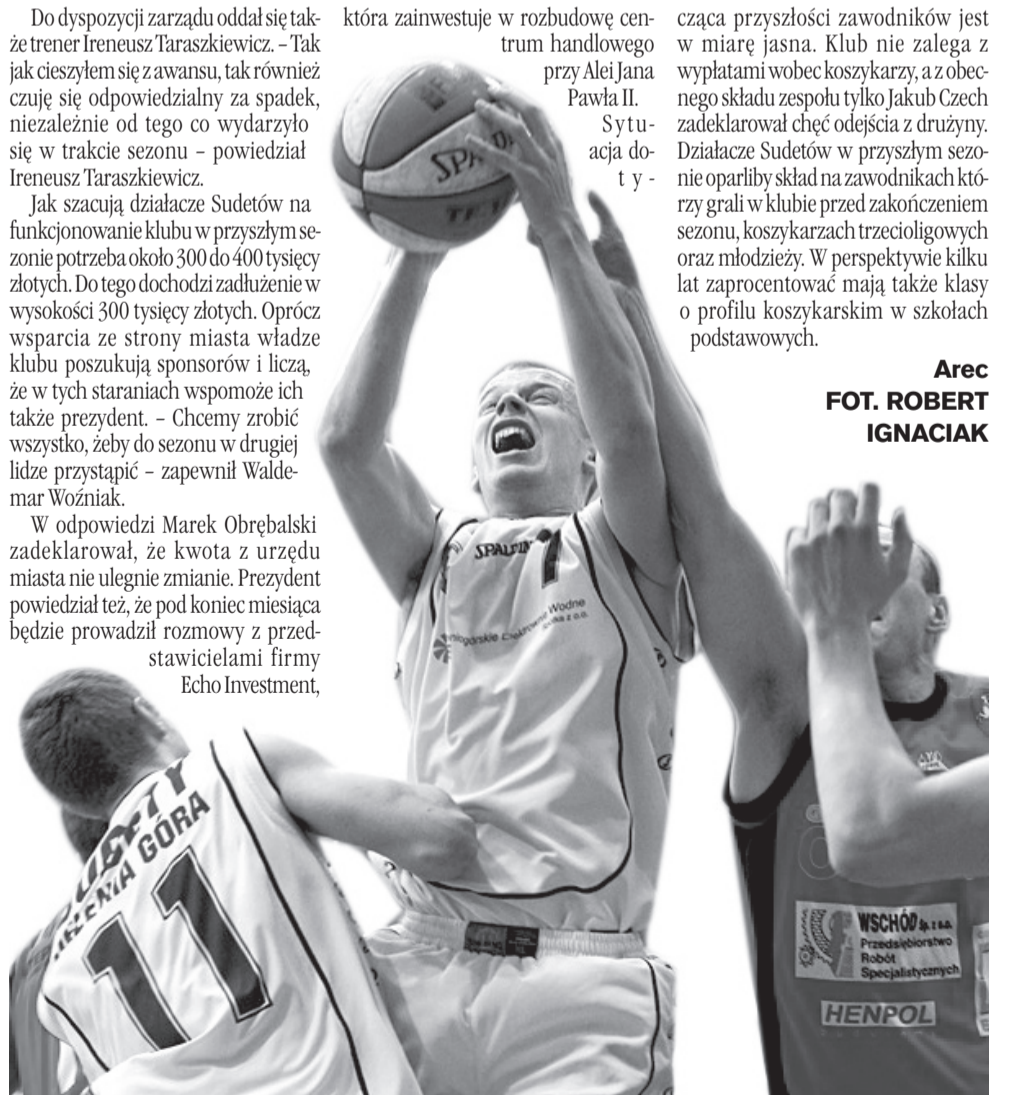 Do dyspozycji zarządu oddał się tak-
że trener Ireneusz Taraszkiewicz. – Tak
jak cieszyłem się z awansu, tak również
czuję się odpowiedzialny za spadek,
niezależnie od tego co wydarzyło
się w trakcie sezonu – powiedział
Ireneusz Taraszkiewicz.
Jak szacują działacze Sudetów na
funkcjonowanie klubu w przyszłym se-
zonie potrzeba około 300 do 400 tysięcy
złotych. Do tego dochodzi zadłużenie w
wysokości 300 tysięcy złotych. Oprócz
wsparcia ze strony miasta władze
klubu poszukują sponsorów i liczą,
że w tych staraniach wspomoże ich
także prezydent. – Chcemy zrobić
wszystko, żeby do sezonu w drugiej
lidze przystąpić – zapewnił Walde-
mar Woźniak.
W odpowiedzi Marek Obrębalski
zadeklarował, że kwota z urzędu
miasta nie ulegnie zmianie. Prezydent
powiedział też, że pod koniec miesiąca
będzie prowadził rozmowy z przed-
stawicielami firmy
Echo Investment,
która zainwestuje w rozbudowę cen-
trum handlowego
przy Alei Jana
Pawła II.
Sytu-
acja do-
ty-
cząca przyszłości zawodników jest
w miarę jasna. Klub nie zalega z
wypłatami wobec koszykarzy, a z obec-
nego składu zespołu tylko Jakub Czech
zadeklarował chęć odejścia z drużyny.
Działacze Sudetów w przyszłym sezo-
nie oparliby skład na zawodnikach któ-
rzy grali w klubie przed zakończeniem
sezonu, koszykarzach trzecioligowych
oraz młodzieży. W perspektywie kilku
lat zaprocentować mają także klasy
o profilu koszykarskim w szkołach
podstawowych.
Arec
FOT. ROBERT
IGNACIAK
SPALDING
7
Elektrownie Wodne
GÓRA
11
WSCHÓD Sp. z o.o.
Przedsiębiorstwo
Robót
Specjalistycznych
HENPOL